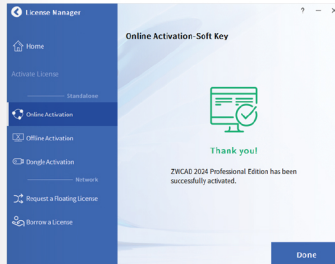 License Manager
? – ×
Home
Online Activation-Soft Key
Activate License
Standalone
Online Activation
Offline Activation
Dongle Activation
Network
Request a Floating License
Borrow a License
Thank you!
ZWCAD 2024 Professional Edition has been
successfully activated.
Done